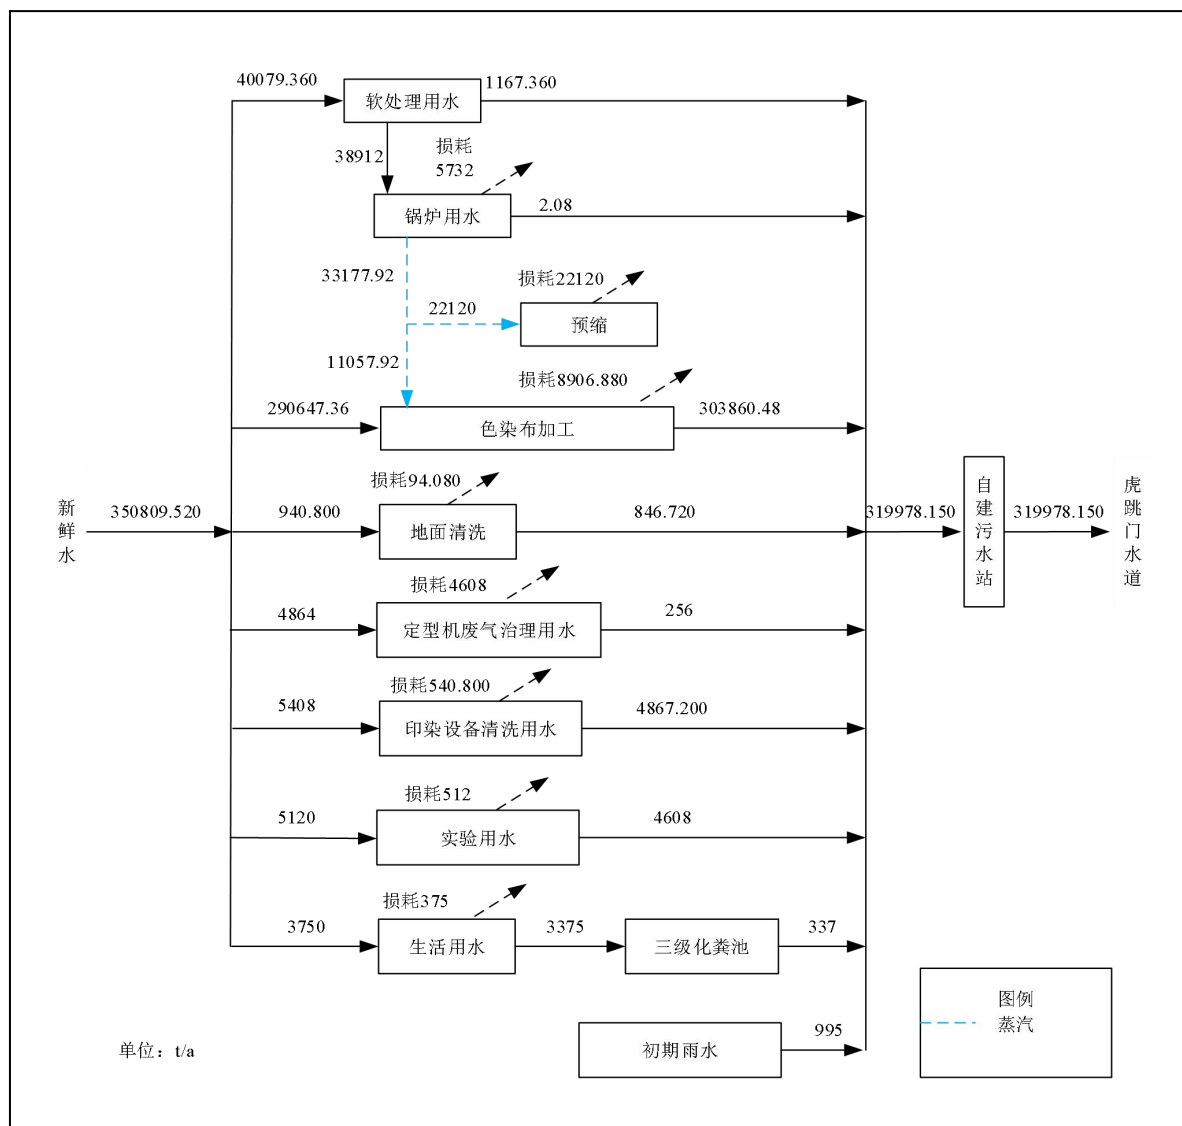 40079.360
1167.360
软处理用水
38912
损耗
5732
锅炉用水
2.08
33177.92
损耗22120
22120
预缩
11057.92
损耗8906.880
290647.36
色染布加工
303860.48
损耗94.080
新鲜水
350809.520
940.800
地面清洗
846.720
319978.150
自建污水站
319978.150
虎跳门水道
损耗4608
4864
定型机废气治理用水
256
损耗540.800
5408
印染设备清洗用水
4867.200
损耗512
5120
实验用水
4608
损耗375
3750
生活用水
3375
三级化粪池
337
图例
蒸汽
单位：t/a
初期雨水
995